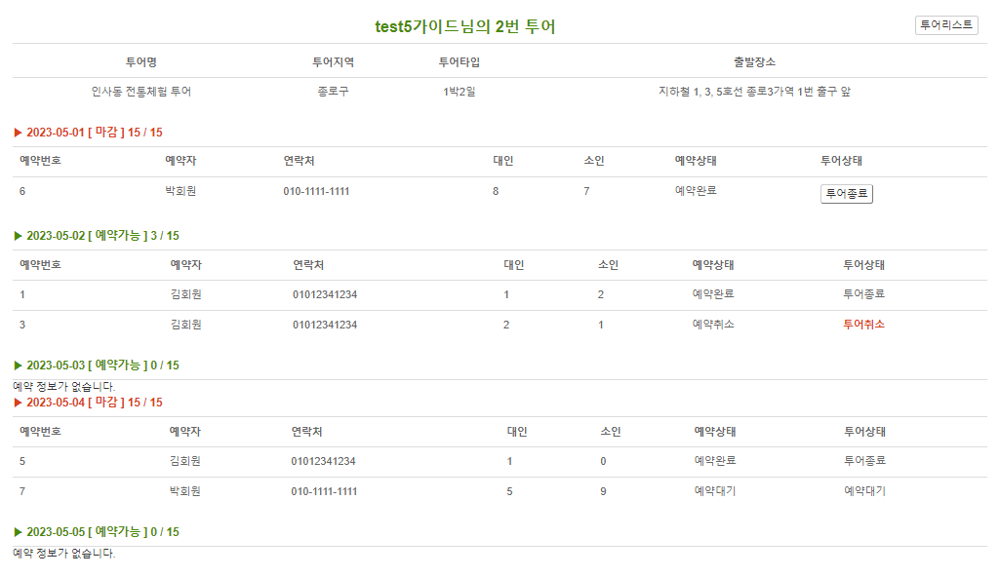 test5가이드님의 2번 투어 투어리스트
투어명 투어지역 투어타입 출발장소
인사동 전통체험 투어 종로구 1박2일 지하철 1, 3, 5호선 종로3가역 1번 출구 앞
▶ 2023-05-01 [ 마감 ] 15 / 15
예약번호 예약자 연락처 대인 소인 예약상태 투어상태
6 박회원 010-1111-1111 8 7 예약완료 투어종료
▶ 2023-05-02 [ 예약가능 ] 3 / 15
예약번호 예약자 연락처 대인 소인 예약상태 투어상태
1 김회원 01012341234 1 2 예약완료 투어종료
3 김회원 01012341234 2 1 예약취소 투어취소
▶ 2023-05-03 [ 예약가능 ] 0 / 15
예약 정보가 없습니다.
▶ 2023-05-04 [ 마감 ] 15 / 15
예약번호 예약자 연락처 대인 소인 예약상태 투어상태
5 김회원 01012341234 1 0 예약완료 투어종료
7 박회원 010-1111-1111 5 9 예약대기 예약대기
▶ 2023-05-05 [ 예약가능 ] 0 / 15
예약 정보가 없습니다.